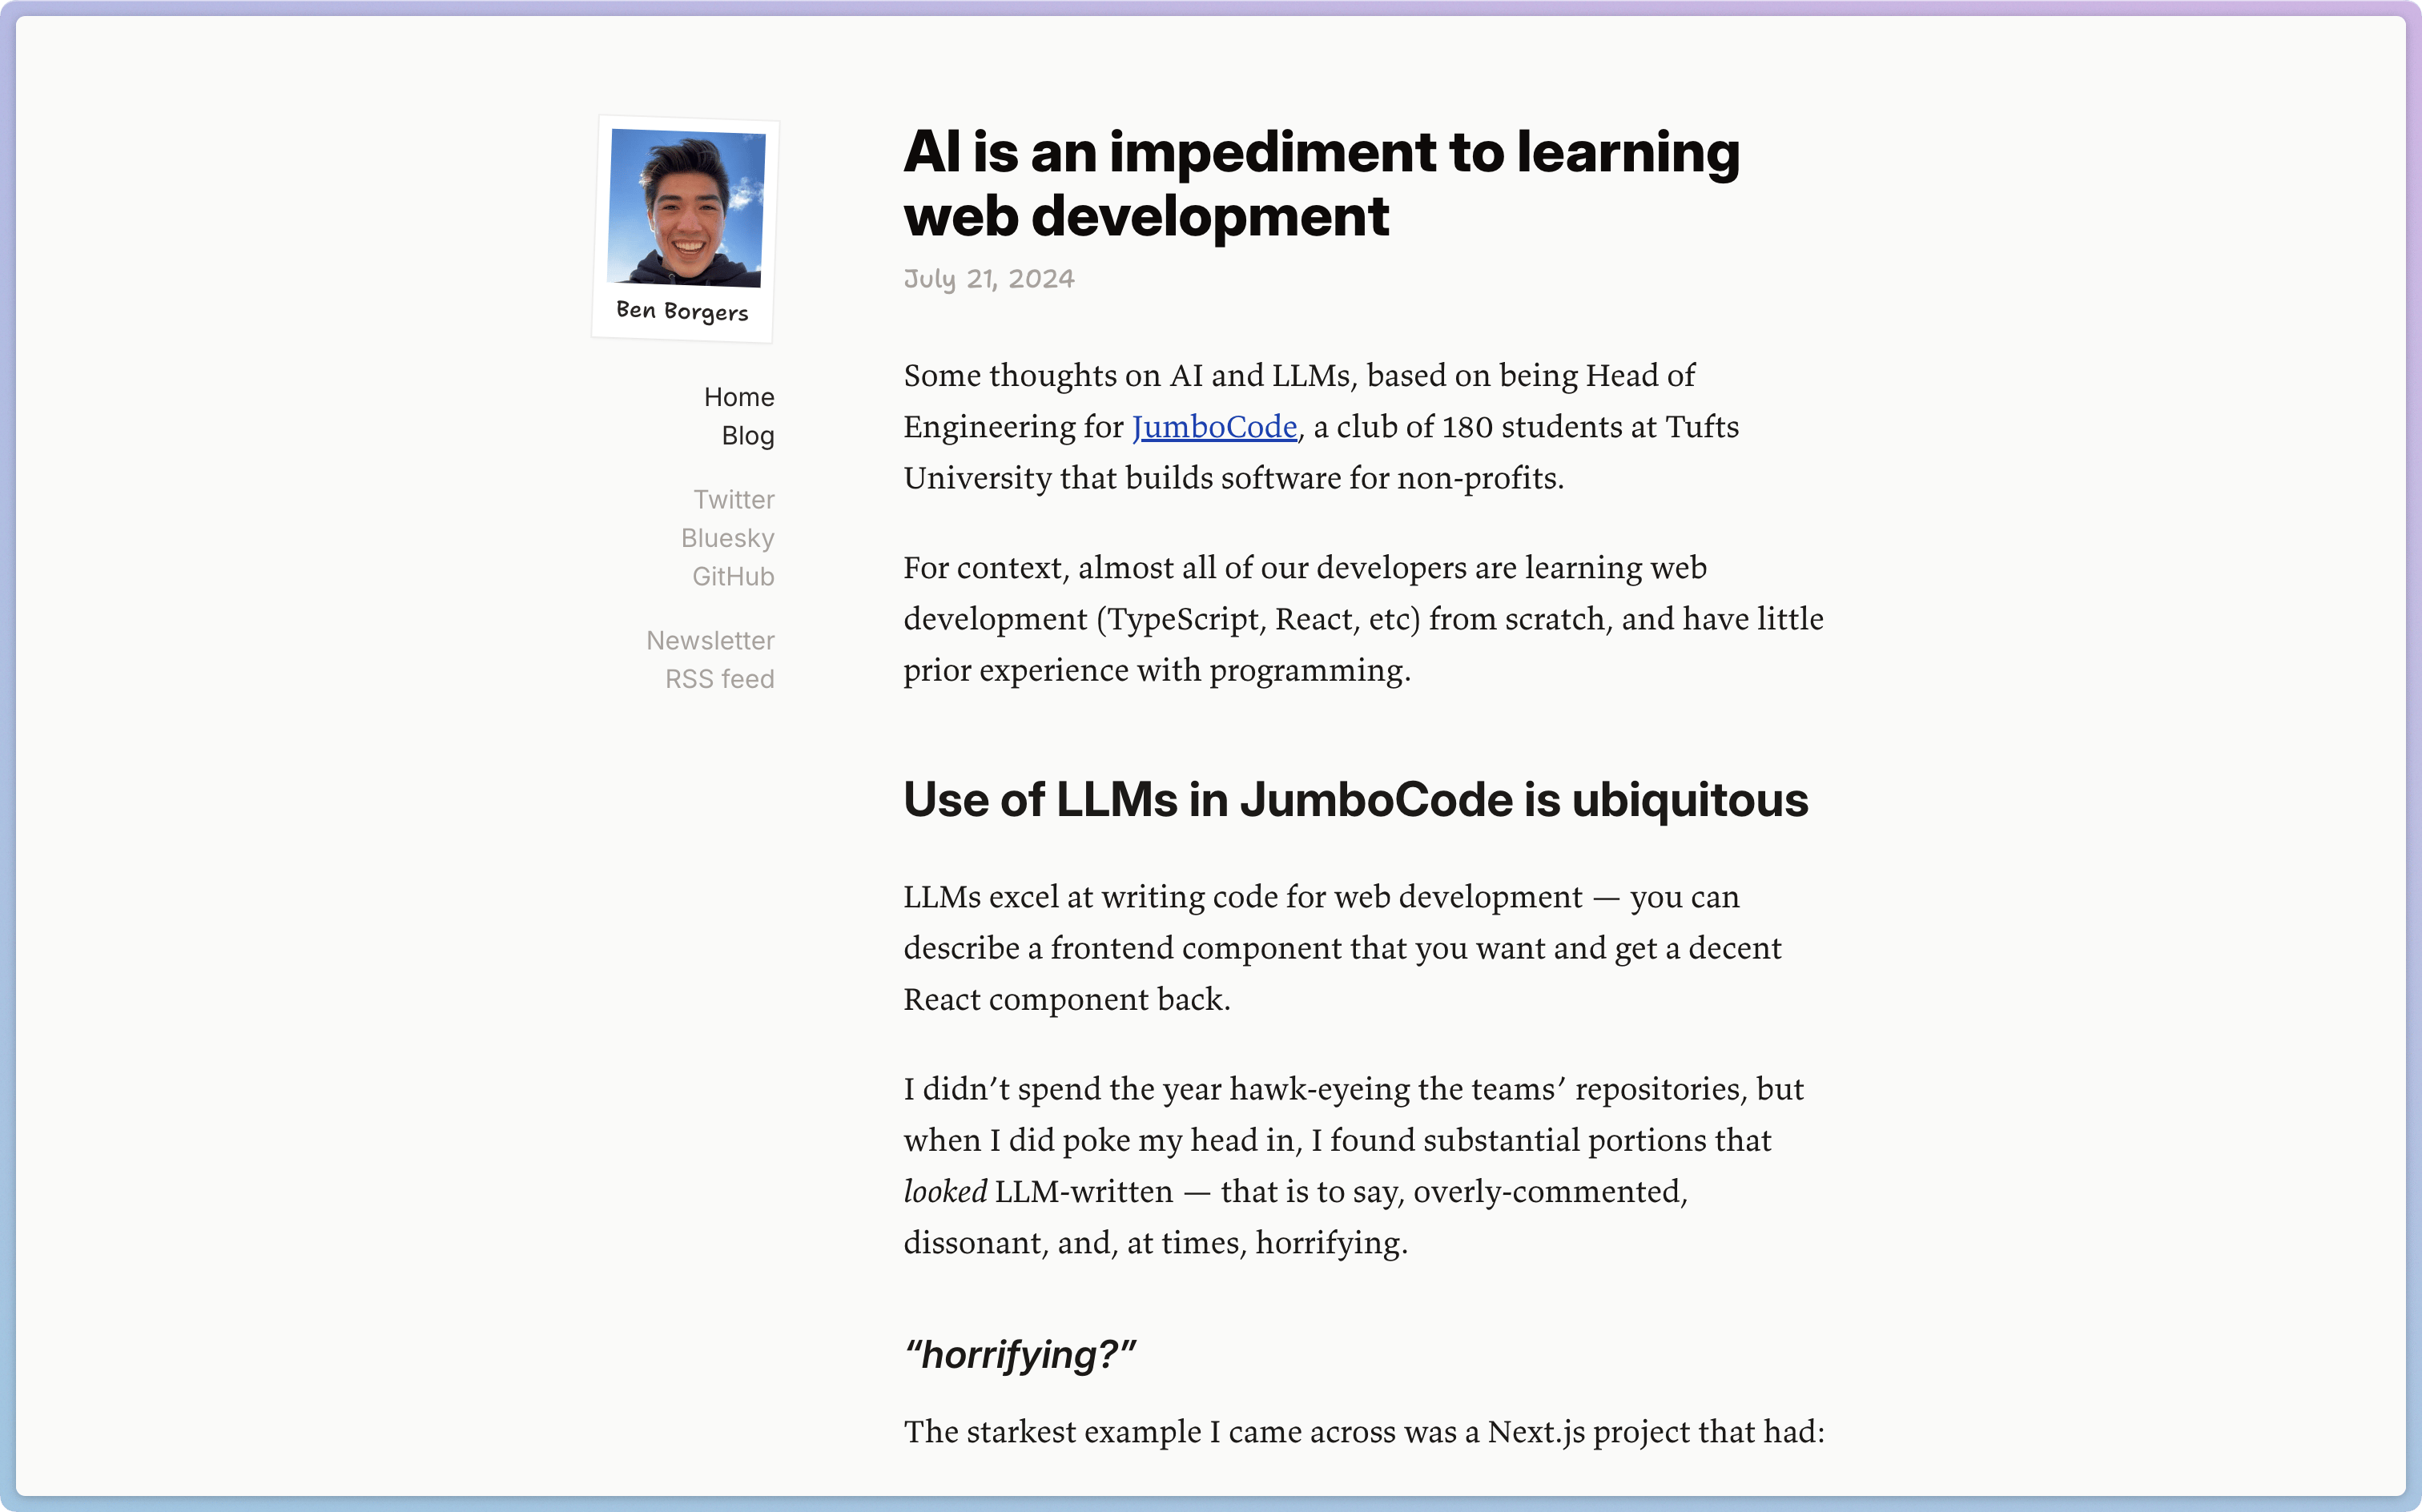 Ben Borgers
Home
Blog
Twitter
Bluesky
GitHub
Newsletter
RSS feed
AI is an impediment to learning
web development
July 21, 2024
Some thoughts on AI and LLMs, based on being Head of
Engineering for JumboCode, a club of 180 students at Tufts
University that builds software for non-profits.
For context, almost all of our developers are learning web
development (TypeScript, React, etc) from scratch, and have little
prior experience with programming.
Use of LLMs in JumboCode is ubiquitous
LLMs excel at writing code for web development — you can
describe a frontend component that you want and get a decent
React component back.
I didn’t spend the year hawk-eyeing the teams’ repositories, but
when I did poke my head in, I found substantial portions that
looked LLM-written — that is to say, overly-commented,
dissonant, and, at times, horrifying.
“horrifying?”
The starkest example I came across was a Next.js project that had: